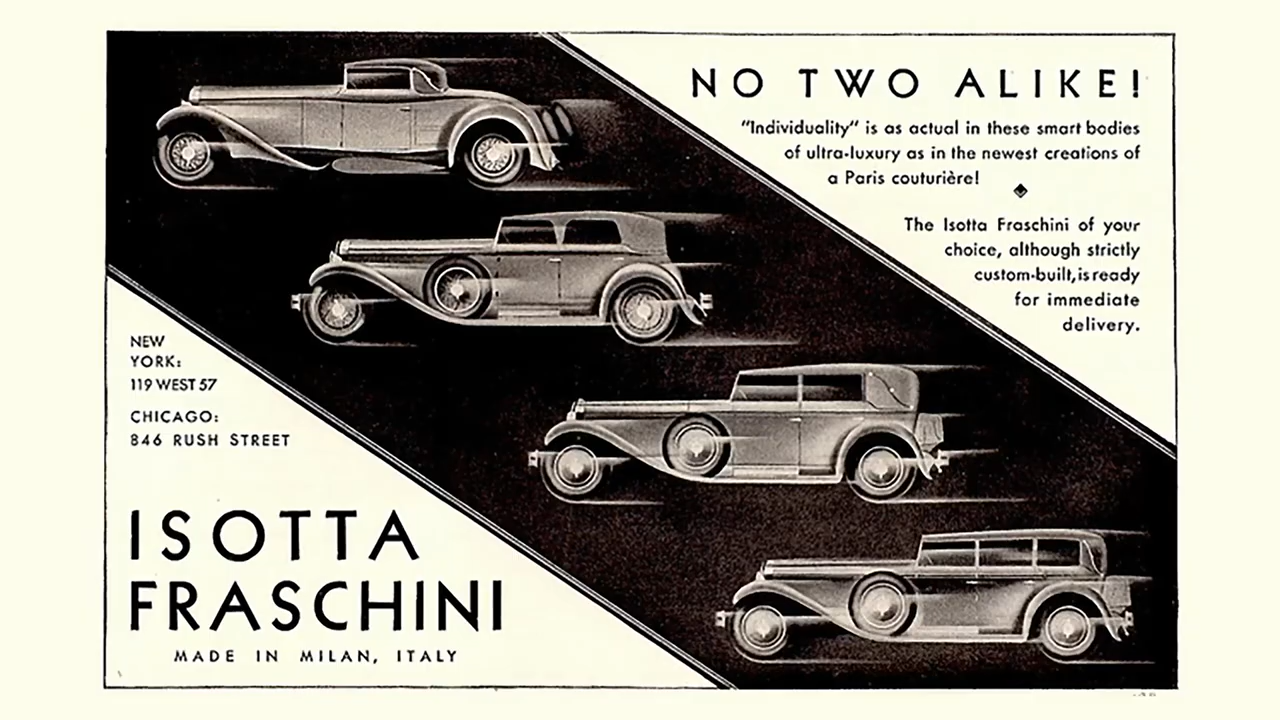 NO TWO ALIKE!
"Individuality" is as actual in these smart bodies
of ultra-luxury as in the newest creations of
a Paris couturière!
The Isotta Fraschini of your
choice, although strictly
custom-built, is ready
for immediate
delivery.
NEW
YORK:
119 WEST 57
CHICAGO:
846 RUSH STREET
ISOTTA
FRASCHINI
MADE IN MILAN, ITALY